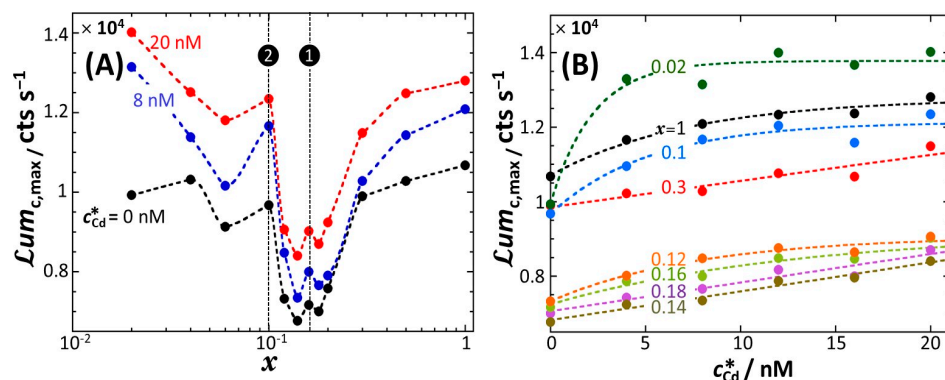 × 10⁴
1.4
1.2
1
0.8
ℒum c,max / cts s⁻¹
(A)
20 nM
8 nM
c*Cd = 0 nM
2
1
10⁻²
10⁻¹
1
x
× 10⁴
1.4
1.2
1
0.8
ℒum c,max / cts s⁻¹
(B)
0.02
x=1
0.1
0.3
0.12
0.16
0.18
0.14
0
5
10
15
20
c*Cd / nM